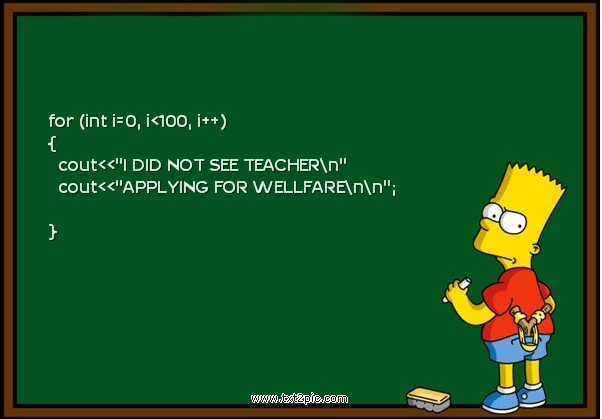 for (int i=0, i<100, i++)
{
cout<<"I DID NOT SEE TEACHER\n"
cout<<"APPLYING FOR WELLFARE\n\n";
}
www.txt2pic.com